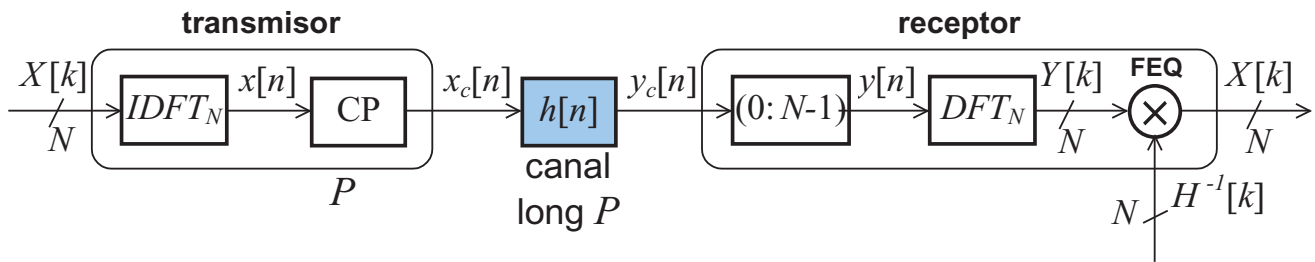 transmisor
receptor
X[k]
N
IDFT_N
x[n]
CP
P
x_c[n]
h[n]
canal
long P
y_c[n]
(0: N-1)
y[n]
DFT_N
Y[k]
N
FEQ
×
X[k]
N
N
H^-1[k]